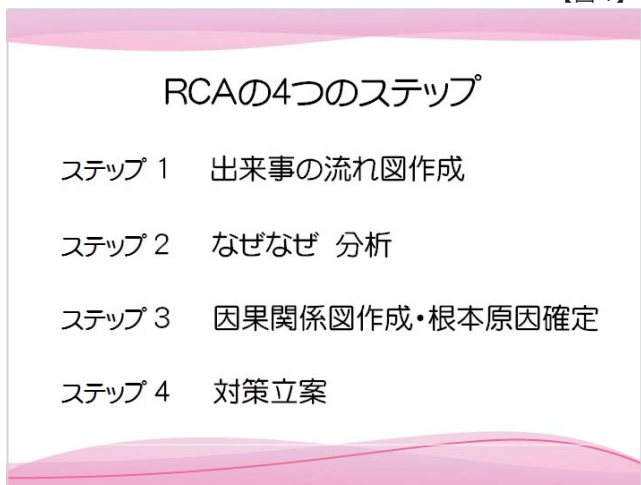 RCAの4つのステップ
ステップ 1 出来事の流れ図作成
ステップ 2 なぜなぜ 分析
ステップ 3 因果関係図作成・根本原因確定
ステップ 4 対策立案